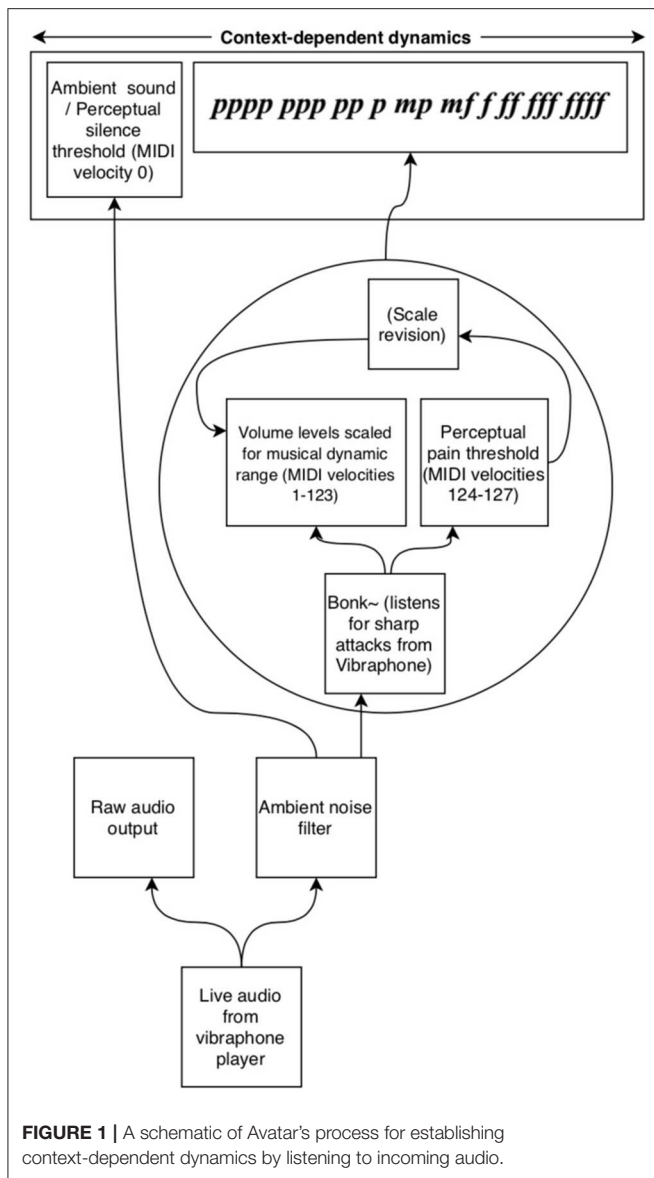 Context-dependent dynamics
Ambient sound
/ Perceptual
silence
threshold (MIDI
velocity 0)
pppp ppp pp p mp mf f ff fff ffff
(Scale
revision)
Volume levels scaled
for musical dynamic
range (MIDI velocities
1-123)
Perceptual
pain threshold
(MIDI velocities
124-127)
Bonk~ (listens
for sharp
attacks from
Vibraphone)
Raw audio
output
Ambient noise
filter
Live audio
from
vibraphone
player
FIGURE 1 | A schematic of Avatar’s process for establishing
context-dependent dynamics by listening to incoming audio.